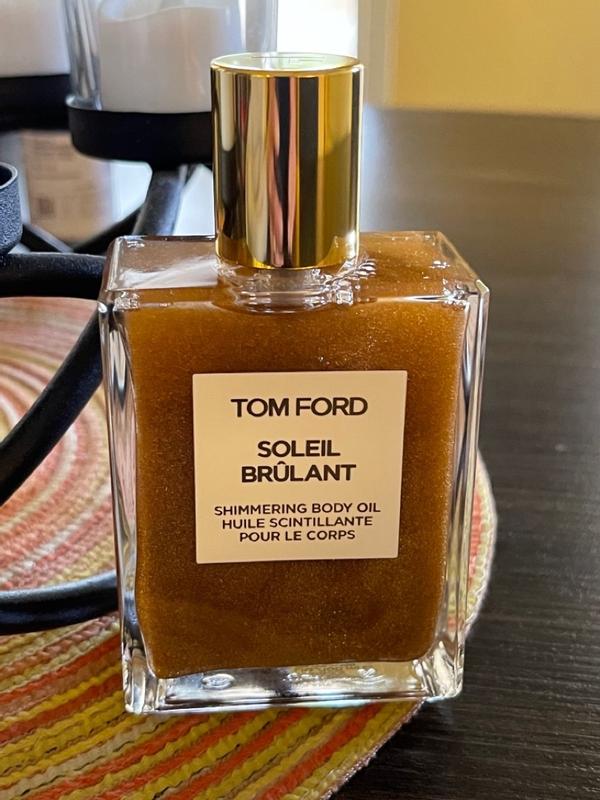 TOM FORD
SOLEIL
BRÛLANT
SHIMMERING BODY OIL
HUILE SCINTILLANTE
POUR LE CORPS